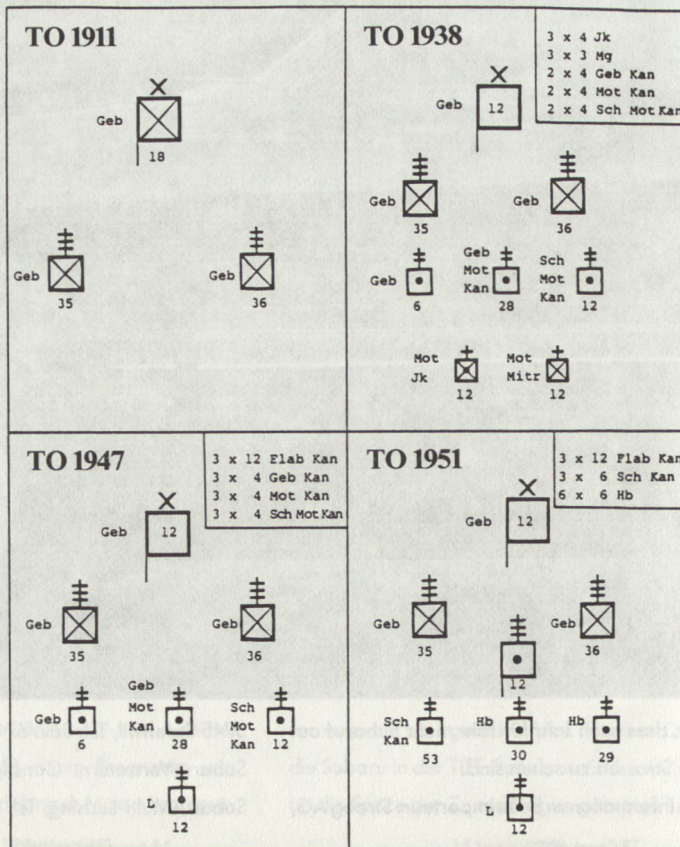 TO 1911
Geb
18
Geb
35
Geb
36
TO 1938
3 x 4 Jk
3 x 3 Mg
2 x 4 Geb Kan
2 x 4 Mot Kan
2 x 4 Sch Mot Kan
Geb 12
Geb
35
Geb
36
Geb
6
Geb
Mot
Kan
28
Sch
Mot
Kan
12
Mot
Jk
12
Mot
Mitr
12
TO 1947
3 x 12 Flab Kan
3 x 4 Geb Kan
3 x 4 Mot Kan
3 x 4 Sch Mot Kan
Geb 12
Geb
35
Geb
36
Geb
6
Geb
Mot
Kan
28
Sch
Mot
Kan
12
L
12
TO 1951
3 x 12 Flab Kan
3 x 6 Sch Kan
6 x 6 Hb
Geb 12
Geb
35
Geb
36
12
Sch
Kan
53
Hb
30
Hb
29
L
12